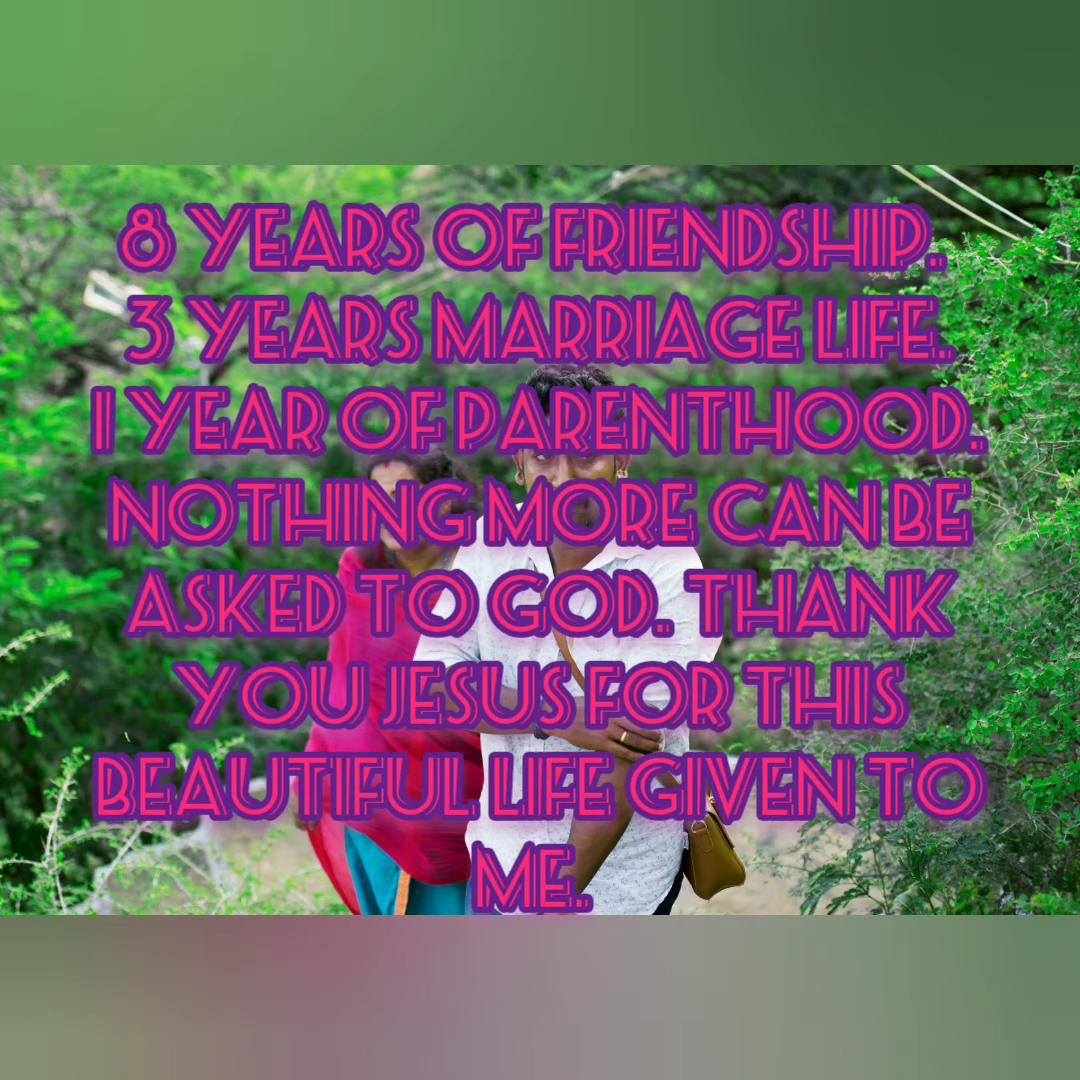 8 YEARS OF FRIENDSHIP.
3 YEARS MARRIAGE LIFE.
1 YEAR OF PARENTHOOD.
NOTHING MORE CAN BE
ASKED TO GOD. THANK
YOU JESUS FOR THIS
BEAUTIFUL LIFE GIVEN TO
ME.